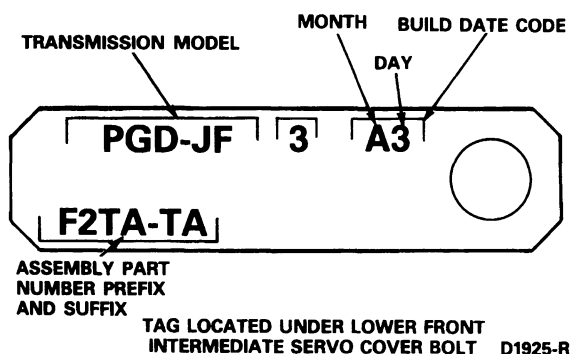 MONTH
BUILD DATE CODE
TRANSMISSION MODEL
DAY
PGD-JF
3
A3
F2TA-TA
ASSEMBLY PART
NUMBER PREFIX
AND SUFFIX
TAG LOCATED UNDER LOWER FRONT
INTERMEDIATE SERVO COVER BOLT D1925-R